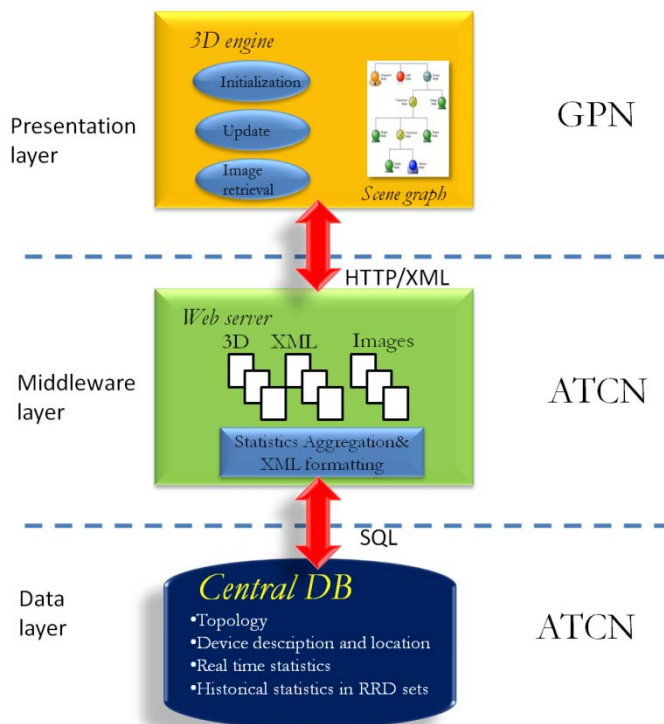 3D engine
Initialization
Update
Image
retrieval
Scene graph
Presentation
layer
GPN
HTTP/XML
Web server
3D XML Images
Statistics Aggregation&
XML formatting
Middleware
layer
ATCN
SQL
Central DB
•Topology
•Device description and location
•Real time statistics
•Historical statistics in RRD sets
Data
layer
ATCN